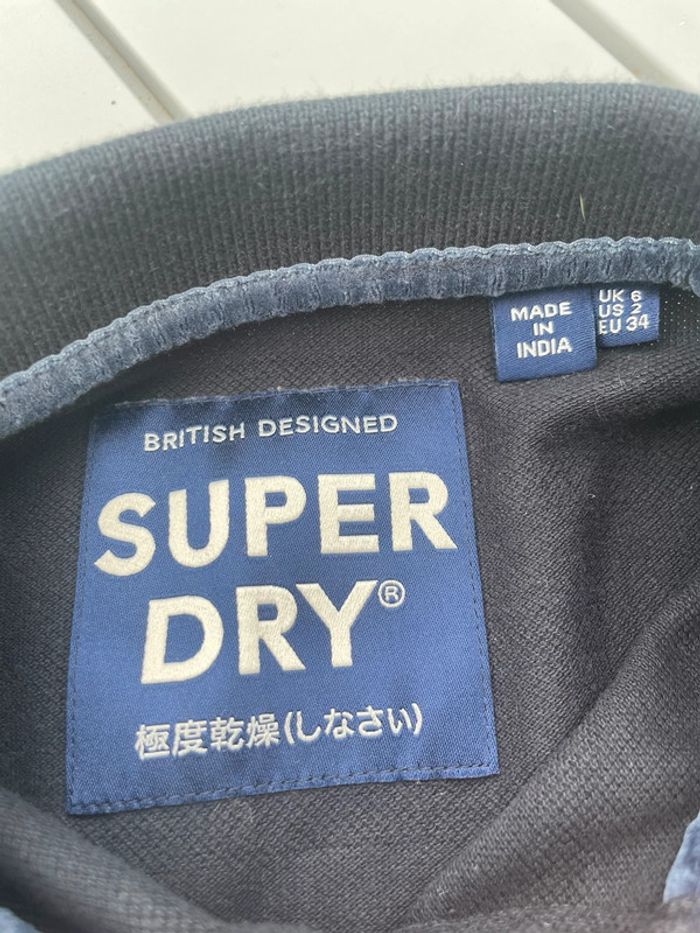 MADE
IN
INDIA
UK 6
US 2
EU 34
BRITISH DESIGNED
SUPER
DRY®
極度乾燥(しなさい)